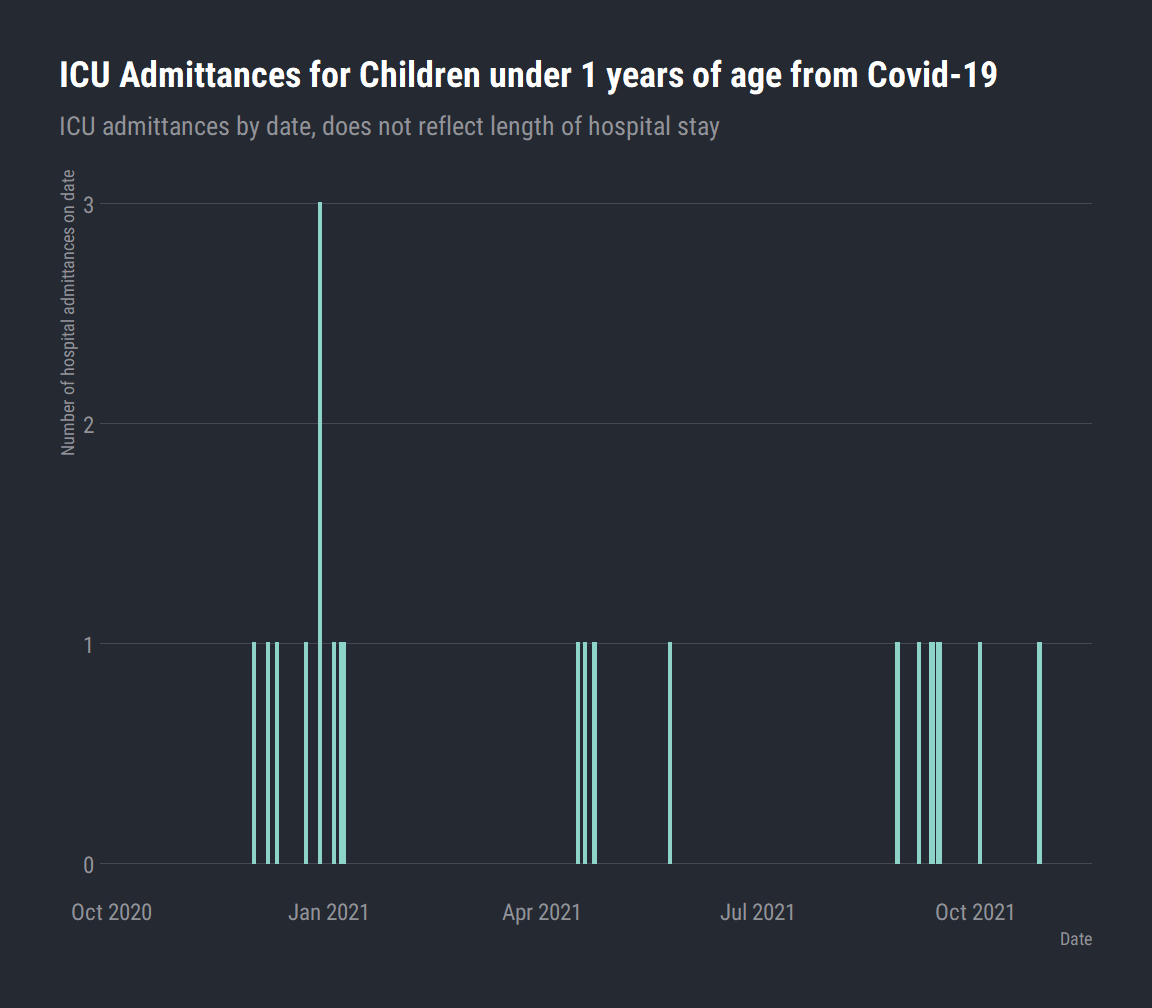 ICU Admittances for Children under 1 years of age from Covid-19
ICU admittances by date, does not reflect length of hospital stay
Number of hospital admittances on date
3
2
1
0
Oct 2020
Jan 2021
Apr 2021
Jul 2021
Oct 2021
Date